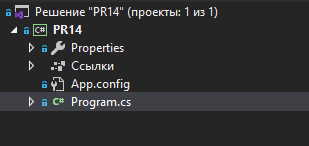 Решение "PR14" (проекты: 1 из 1)
C# PR14
Properties
Ссылки
App.config
C# Program.cs